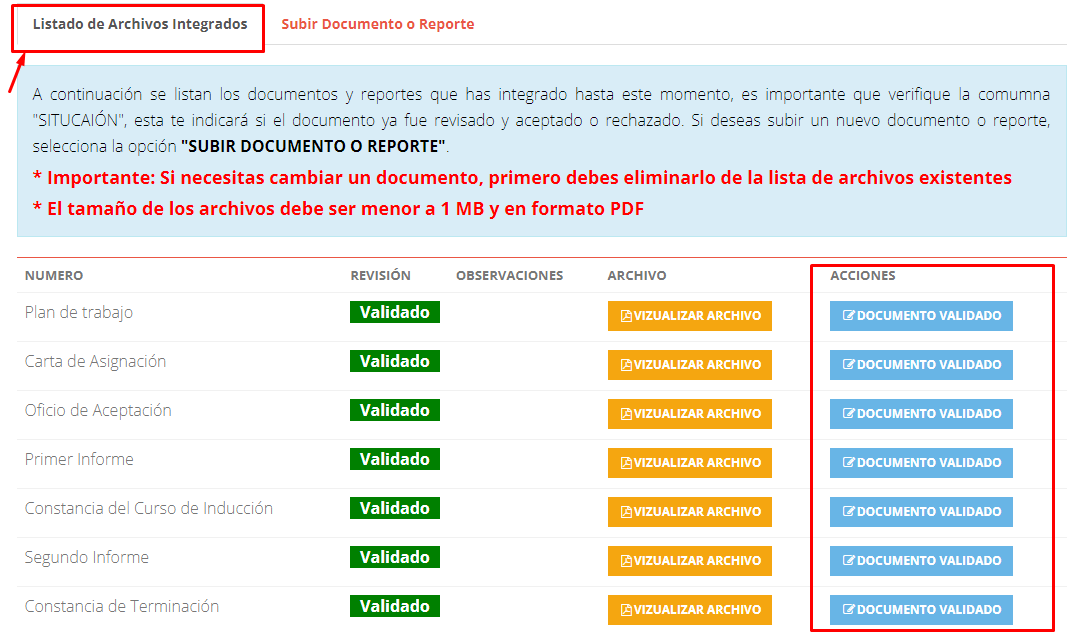 Listado de Archivos Integrados Subir Documento o Reporte
A continuación se listan los documentos y reportes que has integrado hasta este momento, es importante que verifique la comumna
"SITUCAIÓN", esta te indicará si el documento ya fue revisado y aceptado o rechazado. Si deseas subir un nuevo documento o reporte,
selecciona la opción "SUBIR DOCUMENTO O REPORTE".
* Importante: Si necesitas cambiar un documento, primero debes eliminarlo de la lista de archivos existentes
* El tamaño de los archivos debe ser menor a 1 MB y en formato PDF
NUMERO REVISIÓN OBSERVACIONES ARCHIVO ACCIONES
Plan de trabajo Validado VIZUALIZAR ARCHIVO DOCUMENTO VALIDADO
Carta de Asignación Validado VIZUALIZAR ARCHIVO DOCUMENTO VALIDADO
Oficio de Aceptación Validado VIZUALIZAR ARCHIVO DOCUMENTO VALIDADO
Primer Informe Validado VIZUALIZAR ARCHIVO DOCUMENTO VALIDADO
Constancia del Curso de Inducción Validado VIZUALIZAR ARCHIVO DOCUMENTO VALIDADO
Segundo Informe Validado VIZUALIZAR ARCHIVO DOCUMENTO VALIDADO
Constancia de Terminación Validado VIZUALIZAR ARCHIVO DOCUMENTO VALIDADO